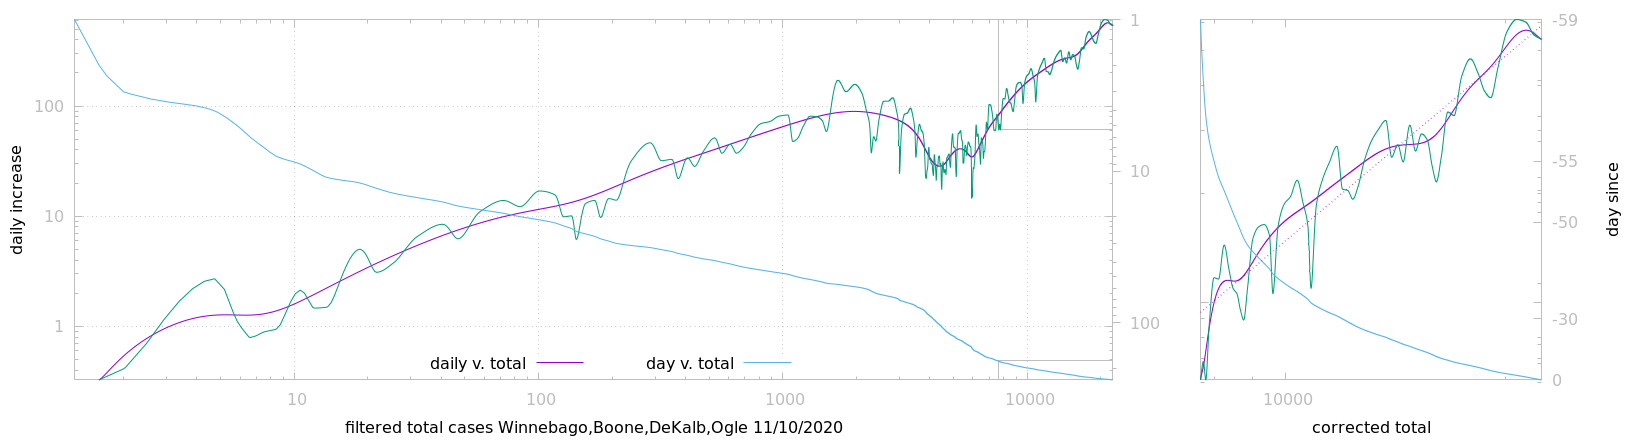 daily increase
100
10
1
1
10
100
daily v. total
day v. total
10
100
1000
10000
filtered total cases Winnebago,Boone,DeKalb,Ogle 11/10/2020
-59
-55
-50
-30
0
day since
10000
corrected total